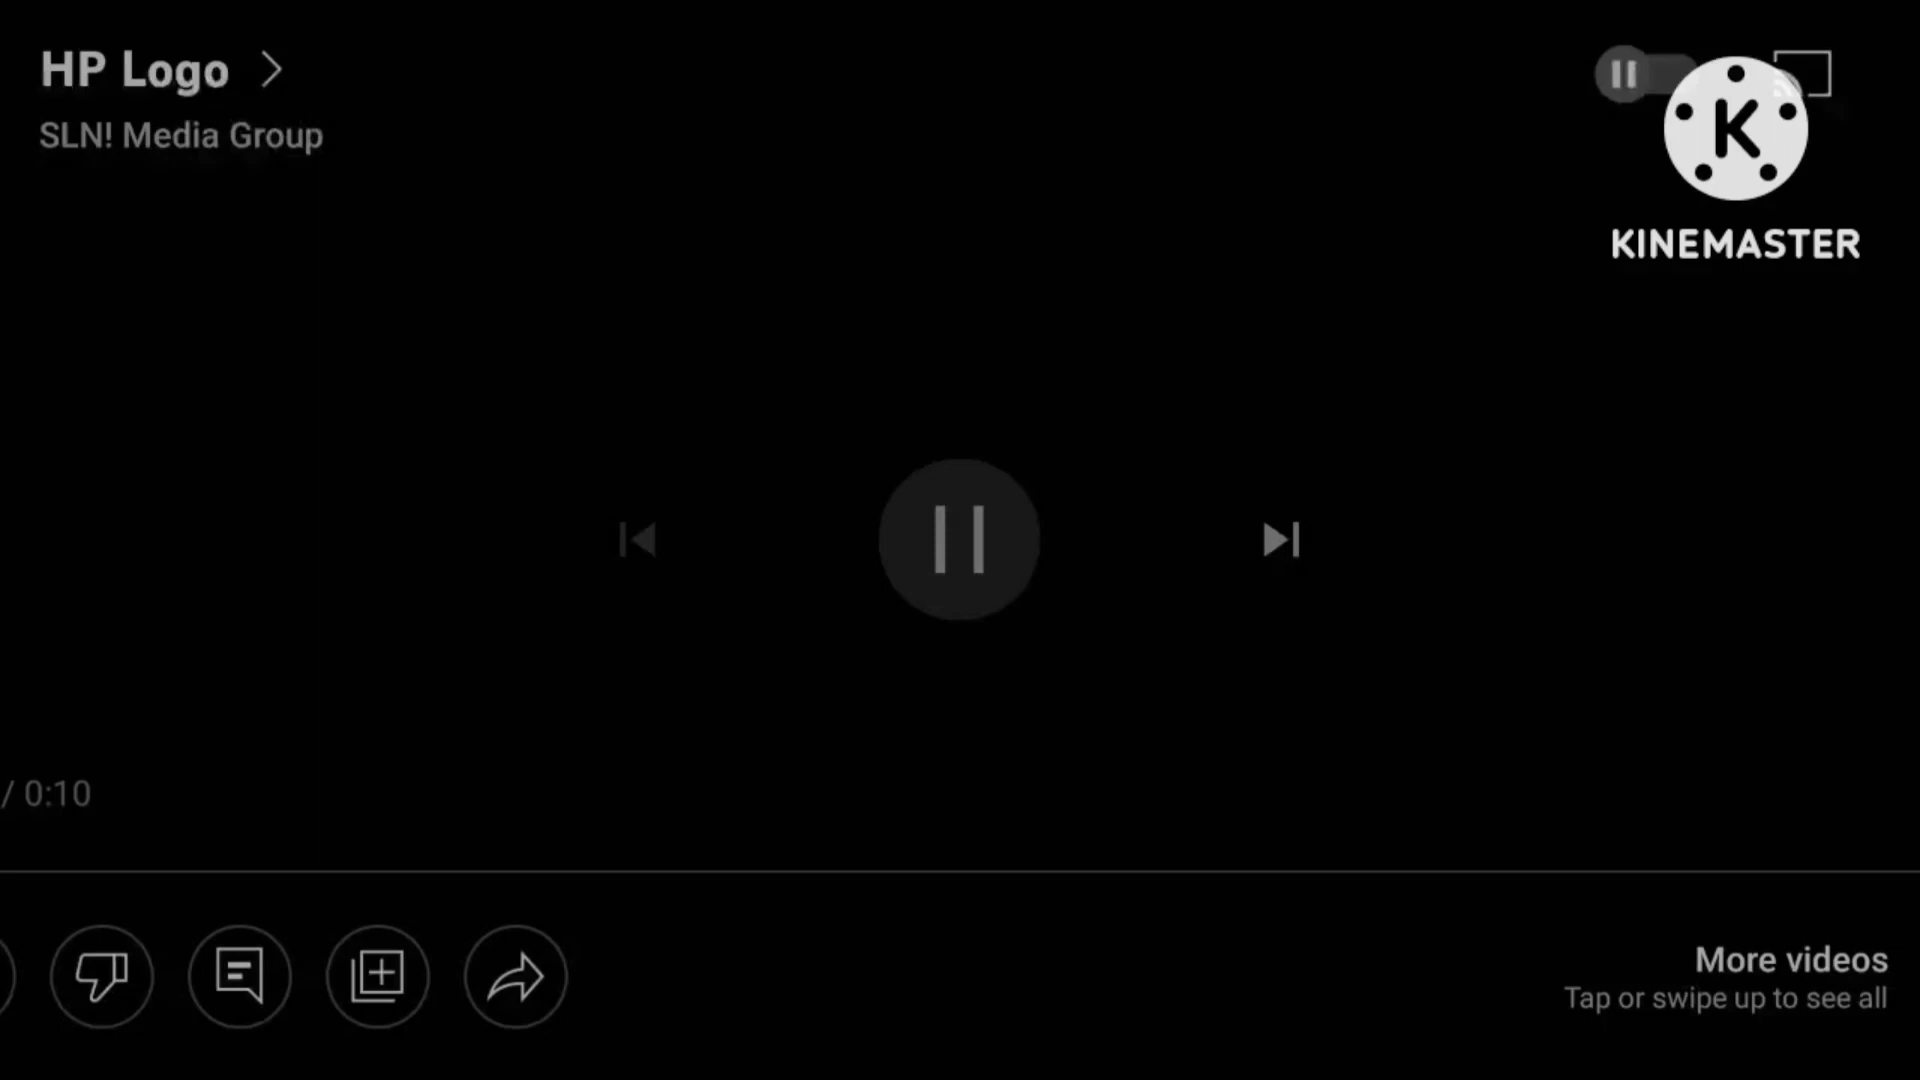 HP Logo
SLN! Media Group
K
KINEMASTER
/ 0:10
More videos
Tap or swipe up to see all